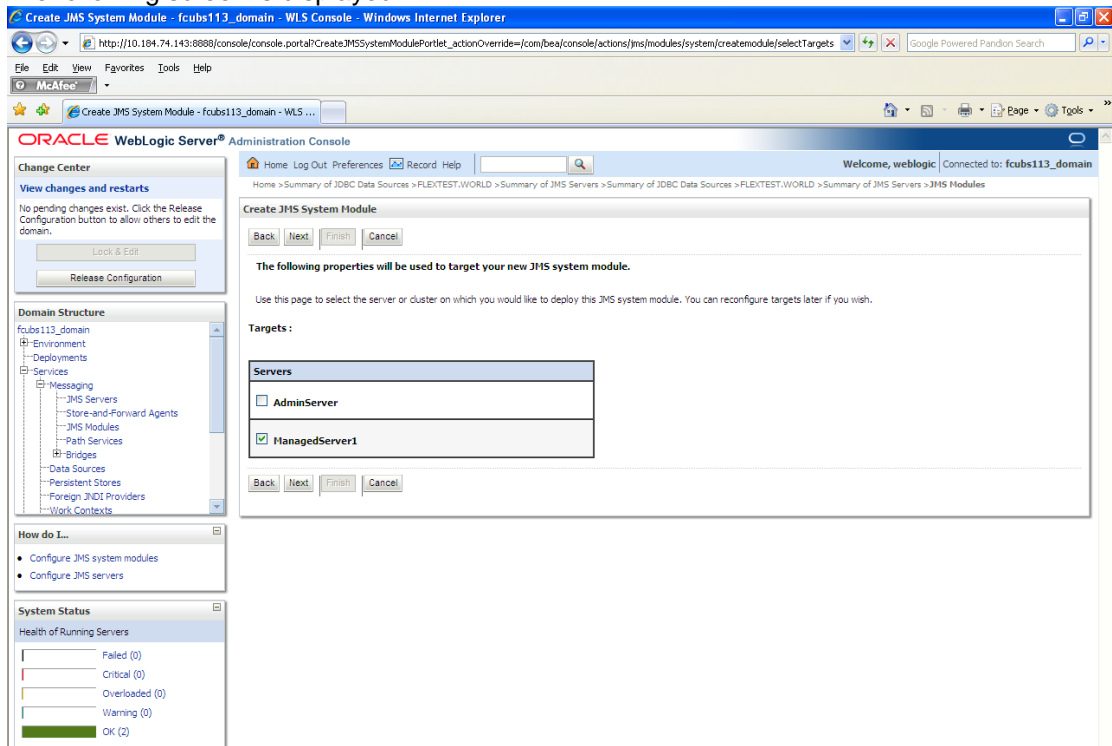 Create JMS System Module - fcubs113_domain - WLS Console - Windows Internet Explorer
http://10.184.74.143:8888/console/console.portal?CreateJMSSystemModulePortlet_actionOverride=/com/bea/console/actions/jms/modules/system/createmodule/selectTargets
Google Powered Pandion Search
File Edit View Favorites Tools Help
McAfee
Create JMS System Module - fcubs113_domain - WLS ...
Page Tools
ORACLE WebLogic Server® Administration Console
Change Center
View changes and restarts
No pending changes exist. Click the Release
Configuration button to allow others to edit the
domain.
Lock & Edit
Release Configuration
Domain Structure
fcubs113_domain
Environment
Deployments
Services
Messaging
JMS Servers
Store-and-Forward Agents
JMS Modules
Path Services
Bridges
Data Sources
Persistent Stores
Foreign JNDI Providers
Work Contexts
How do I...
Configure JMS system modules
Configure JMS servers
System Status
Health of Running Servers
Failed (0)
Critical (0)
Overloaded (0)
Warning (0)
OK (2)
Home Log Out Preferences Record Help
Welcome, weblogic Connected to: fcubs113_domain
Home >Summary of JDBC Data Sources >FLEXTEST.WORLD >Summary of JMS Servers >Summary of JDBC Data Sources >FLEXTEST.WORLD >Summary of JMS Servers >JMS Modules
Create JMS System Module
Back Next Finish Cancel
The following properties will be used to target your new JMS system module.
Use this page to select the server or cluster on which you would like to deploy this JMS system module. You can reconfigure targets later if you wish.
Targets :
Servers
AdminServer
ManagedServer1
Back Next Finish Cancel